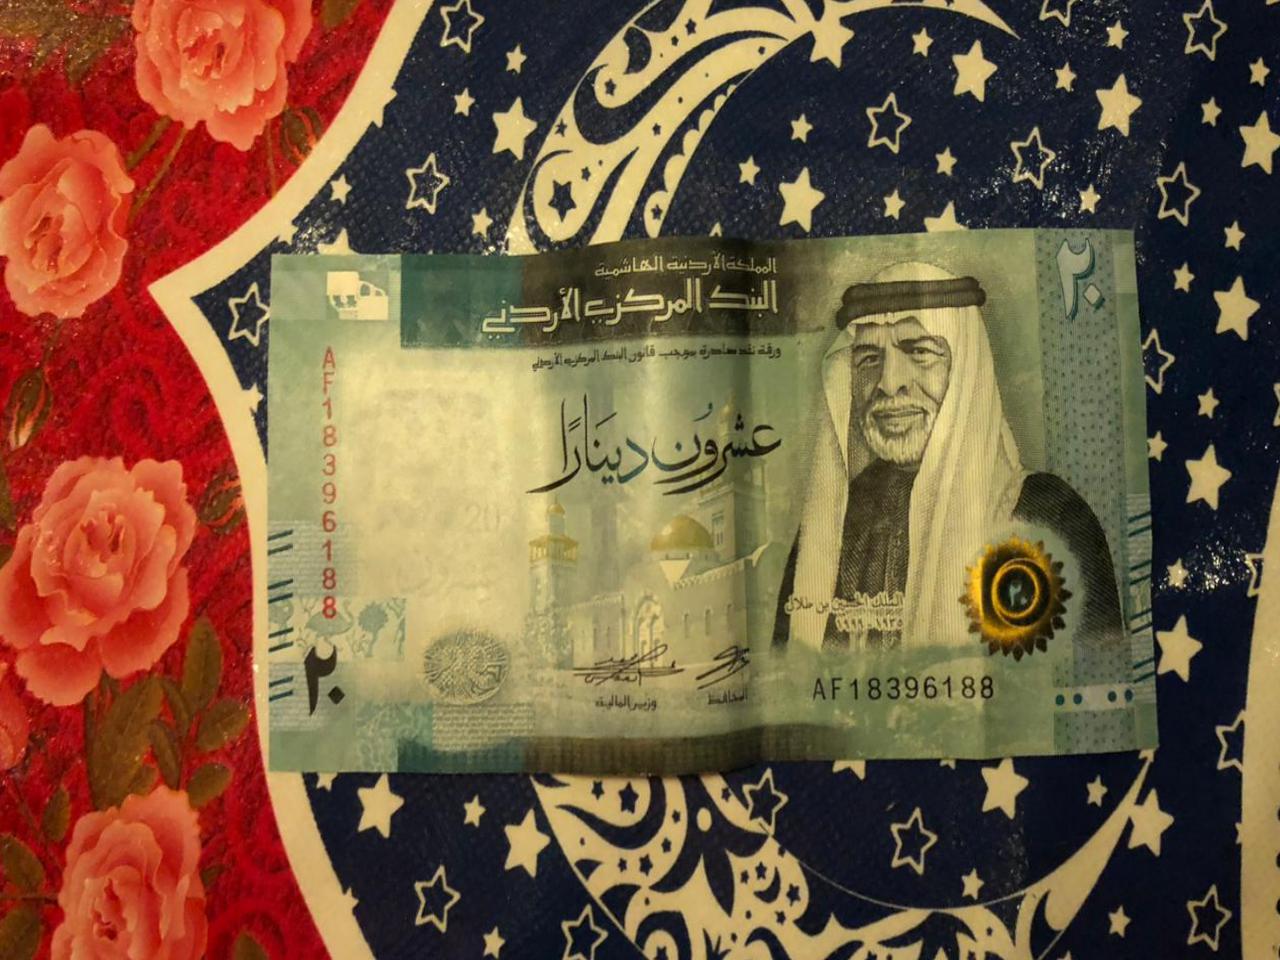 المملكة الأردنية الهاشمية
البنك المركزي الأردني
ورقة نقد صادرة بموجب قانون البنك المركزي الأردني
عشرون دينارًا
٢٠
AF18396188
الملك الحسين بن طلال
١٩٣٥ - ١٩٩٩
٢٠
٢٠
وزير المالية
المحافظ
AF18396188